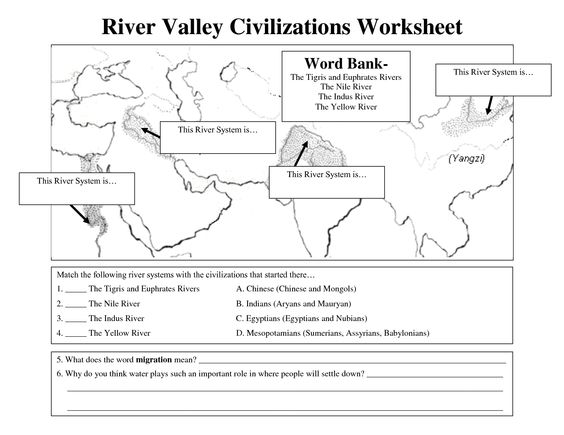 River Valley Civilizations Worksheet
Word Bank-
The Tigris and Euphrates Rivers
The Nile River
The Indus River
The Yellow River
This River System is…
This River System is…
(Yangzi)
This River System is…
This River System is…
Match the following river systems with the civilizations that started there…
1. _____ The Tigris and Euphrates Rivers A. Chinese (Chinese and Mongols)
2. _____ The Nile River B. Indians (Aryans and Mauryan)
3. _____ The Indus River C. Egyptians (Egyptians and Nubians)
4. _____ The Yellow River D. Mesopotamians (Sumerians, Assyrians, Babylonians)
5. What does the word migration mean? ____________________
6. Why do you think water plays such an important role in where people will settle down? ____________________